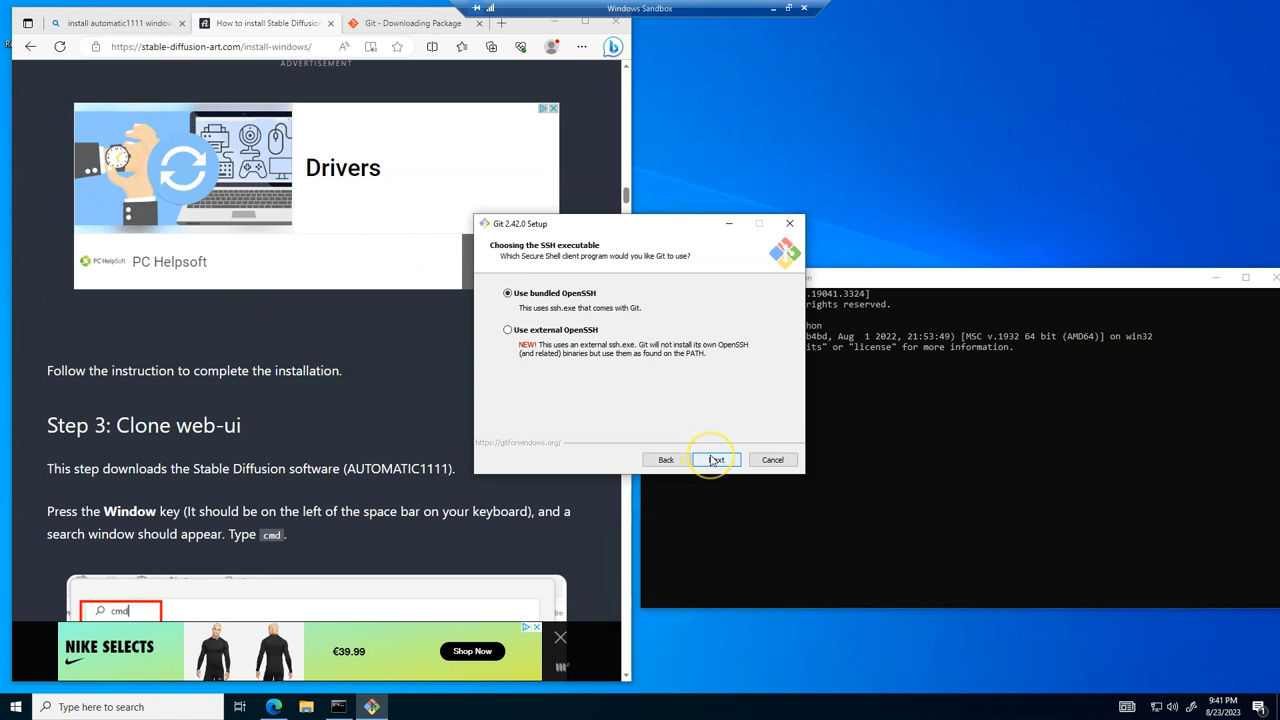 Windows Sandbox
install automatic1111 window
How to install Stable Diffusion
Git - Downloading Package
https://stable-diffusion-art.com/install-windows/
ADVERTISEMENT
Drivers
PC HelpSoft
Follow the instruction to complete the installation.
Step 3: Clone web-ui
This step downloads the Stable Diffusion software (AUTOMATIC1111).
Press the Window key (It should be on the left of the space bar on your keyboard), and a
search window should appear. Type cmd.
cmd
NIKE SELECTS
€39.99
Shop Now
Git 2.42.0 Setup
Choosing the SSH executable
Which Secure Shell client program would you like Git to use?
Use bundled OpenSSH
This uses ssh.exe that comes with Git.
Use external OpenSSH
NEW! This uses an external ssh.exe. Git will not install its own OpenSSH
(and related) binaries but use them as found on the PATH.
https://gitforwindows.org/
Back
Cancel
.19041.3324]
rights reserved.
hon
b4bd, Aug 1 2022, 21:53:49) [MSC v.1932 64 bit (AMD64)] on win32
its" or "license" for more information.
Type here to search
9:41 PM
8/23/2023